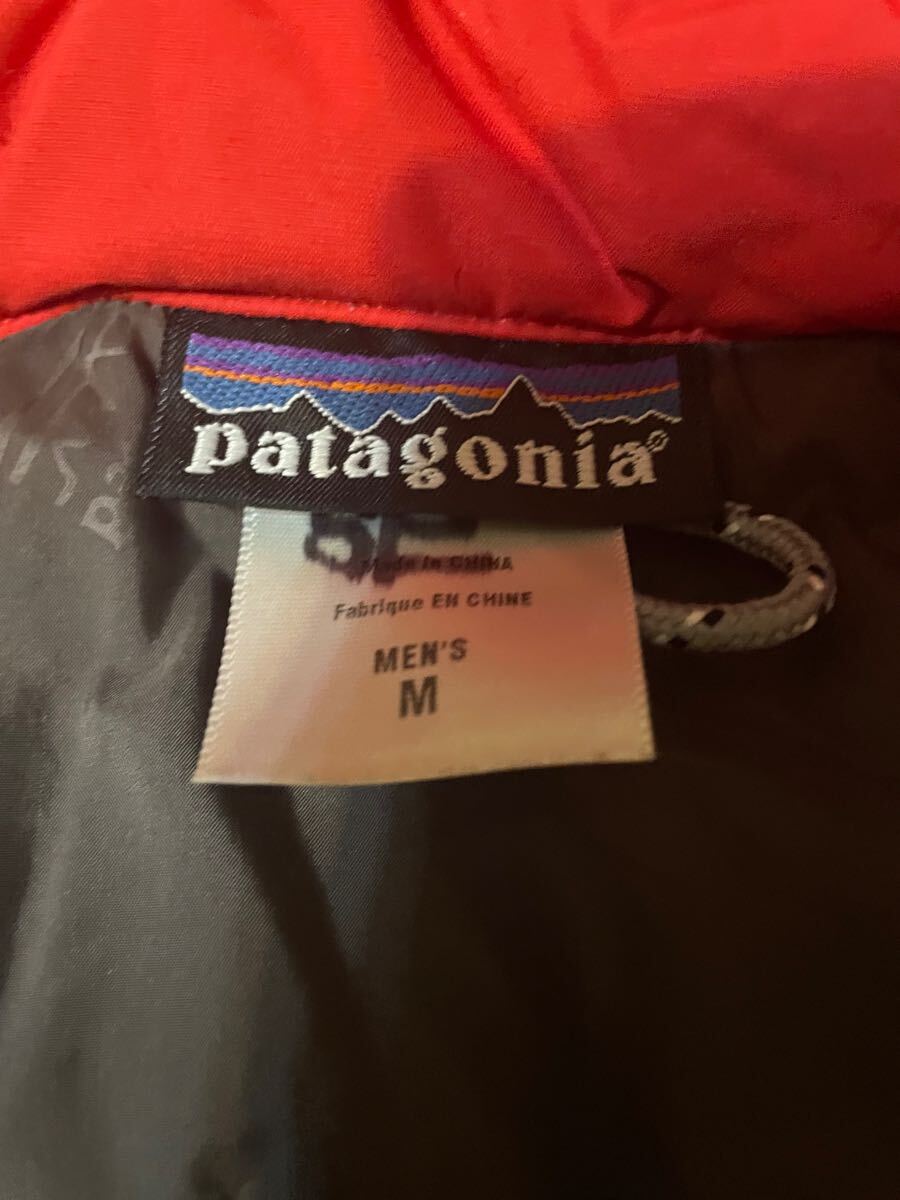 patagonia®
Made in CHINA
Fabrique EN CHINE
MEN'S
M